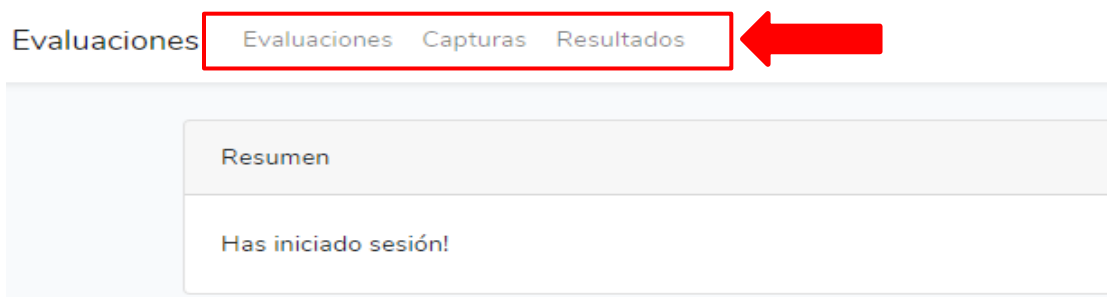 Evaluaciones Evaluaciones Capturas Resultados
Resumen
Has iniciado sesión!